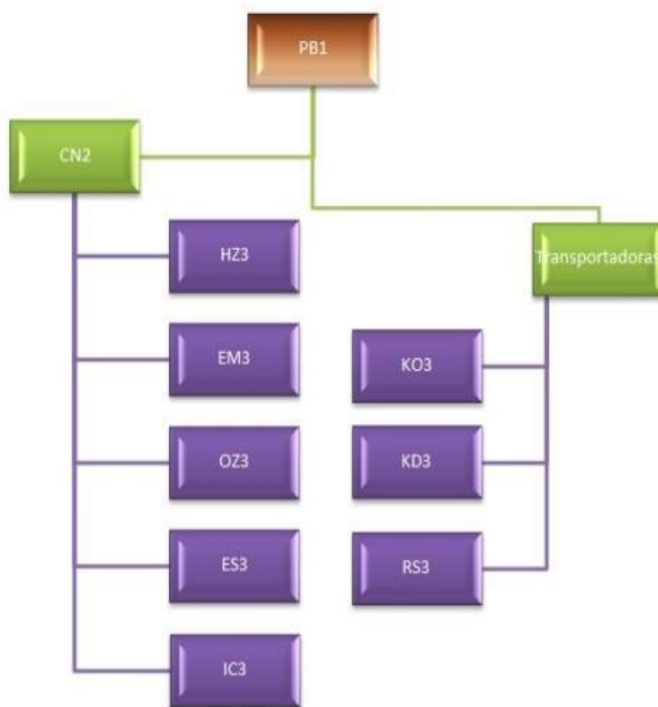 PB1
CN2
HZ3
EM3
OZ3
ES3
IC3
Transportadoras
KO3
KD3
RS3